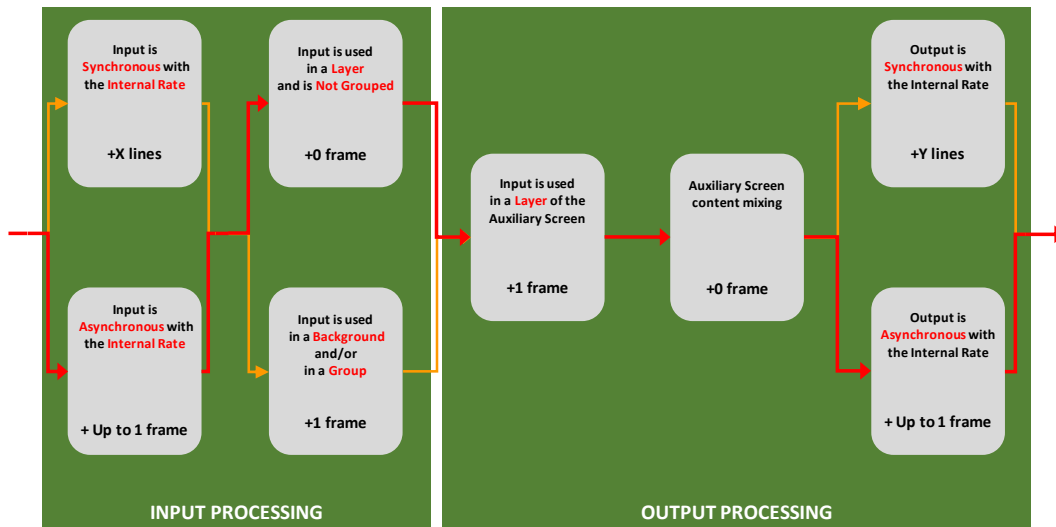 Input is
Synchronous with
the Internal Rate
+X lines
Input is used
in a Layer
and is Not Grouped
+0 frame
Input is
Asynchronous with
the Internal Rate
+ Up to 1 frame
Input is used
in a Background
and/or
in a Group
+1 frame
INPUT PROCESSING
Input is used
in a Layer of the
Auxiliary Screen
+1 frame
Auxiliary Screen
content mixing
+0 frame
Output is
Synchronous with
the Internal Rate
+Y lines
Output is
Asynchronous with
the Internal Rate
+ Up to 1 frame
OUTPUT PROCESSING